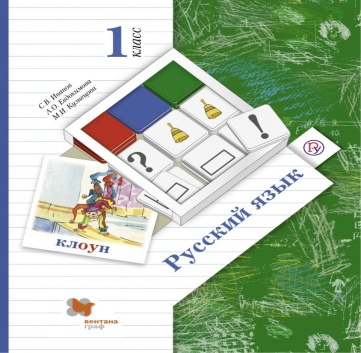 1 класс
С.В. Иванов
А.О. Евдокимова
М.И. Кузнецова
?
!
клоун
Русский язык
вентана
граф